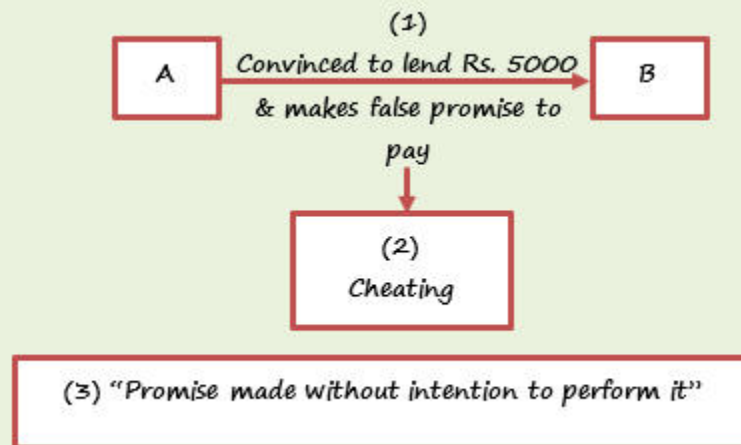 (1)
A
Convinced to lend Rs. 5000
B
& makes false promise to
pay
(2)
Cheating
(3) “Promise made without intention to perform it”